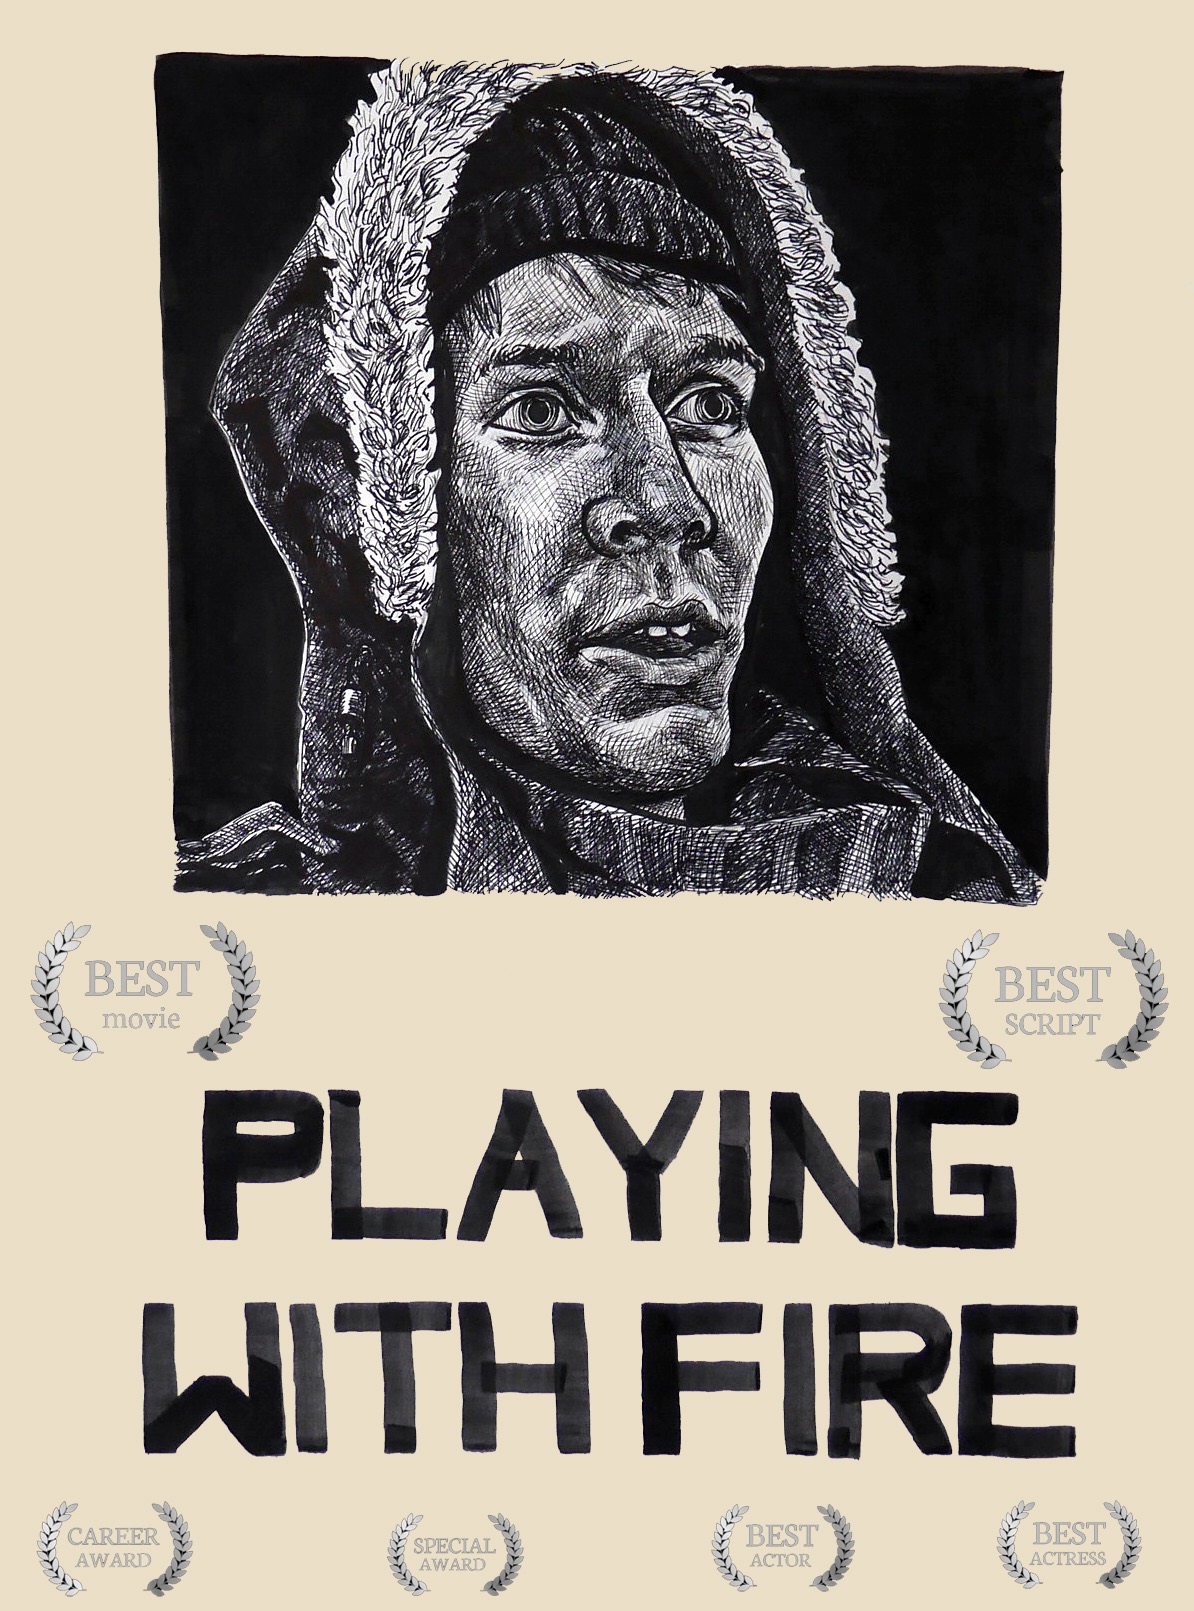 BEST
movie
BEST
SCRIPT
PLAYING
WITH FIRE
CAREER
AWARD
SPECIAL
AWARD
BEST
ACTOR
BEST
ACTRESS